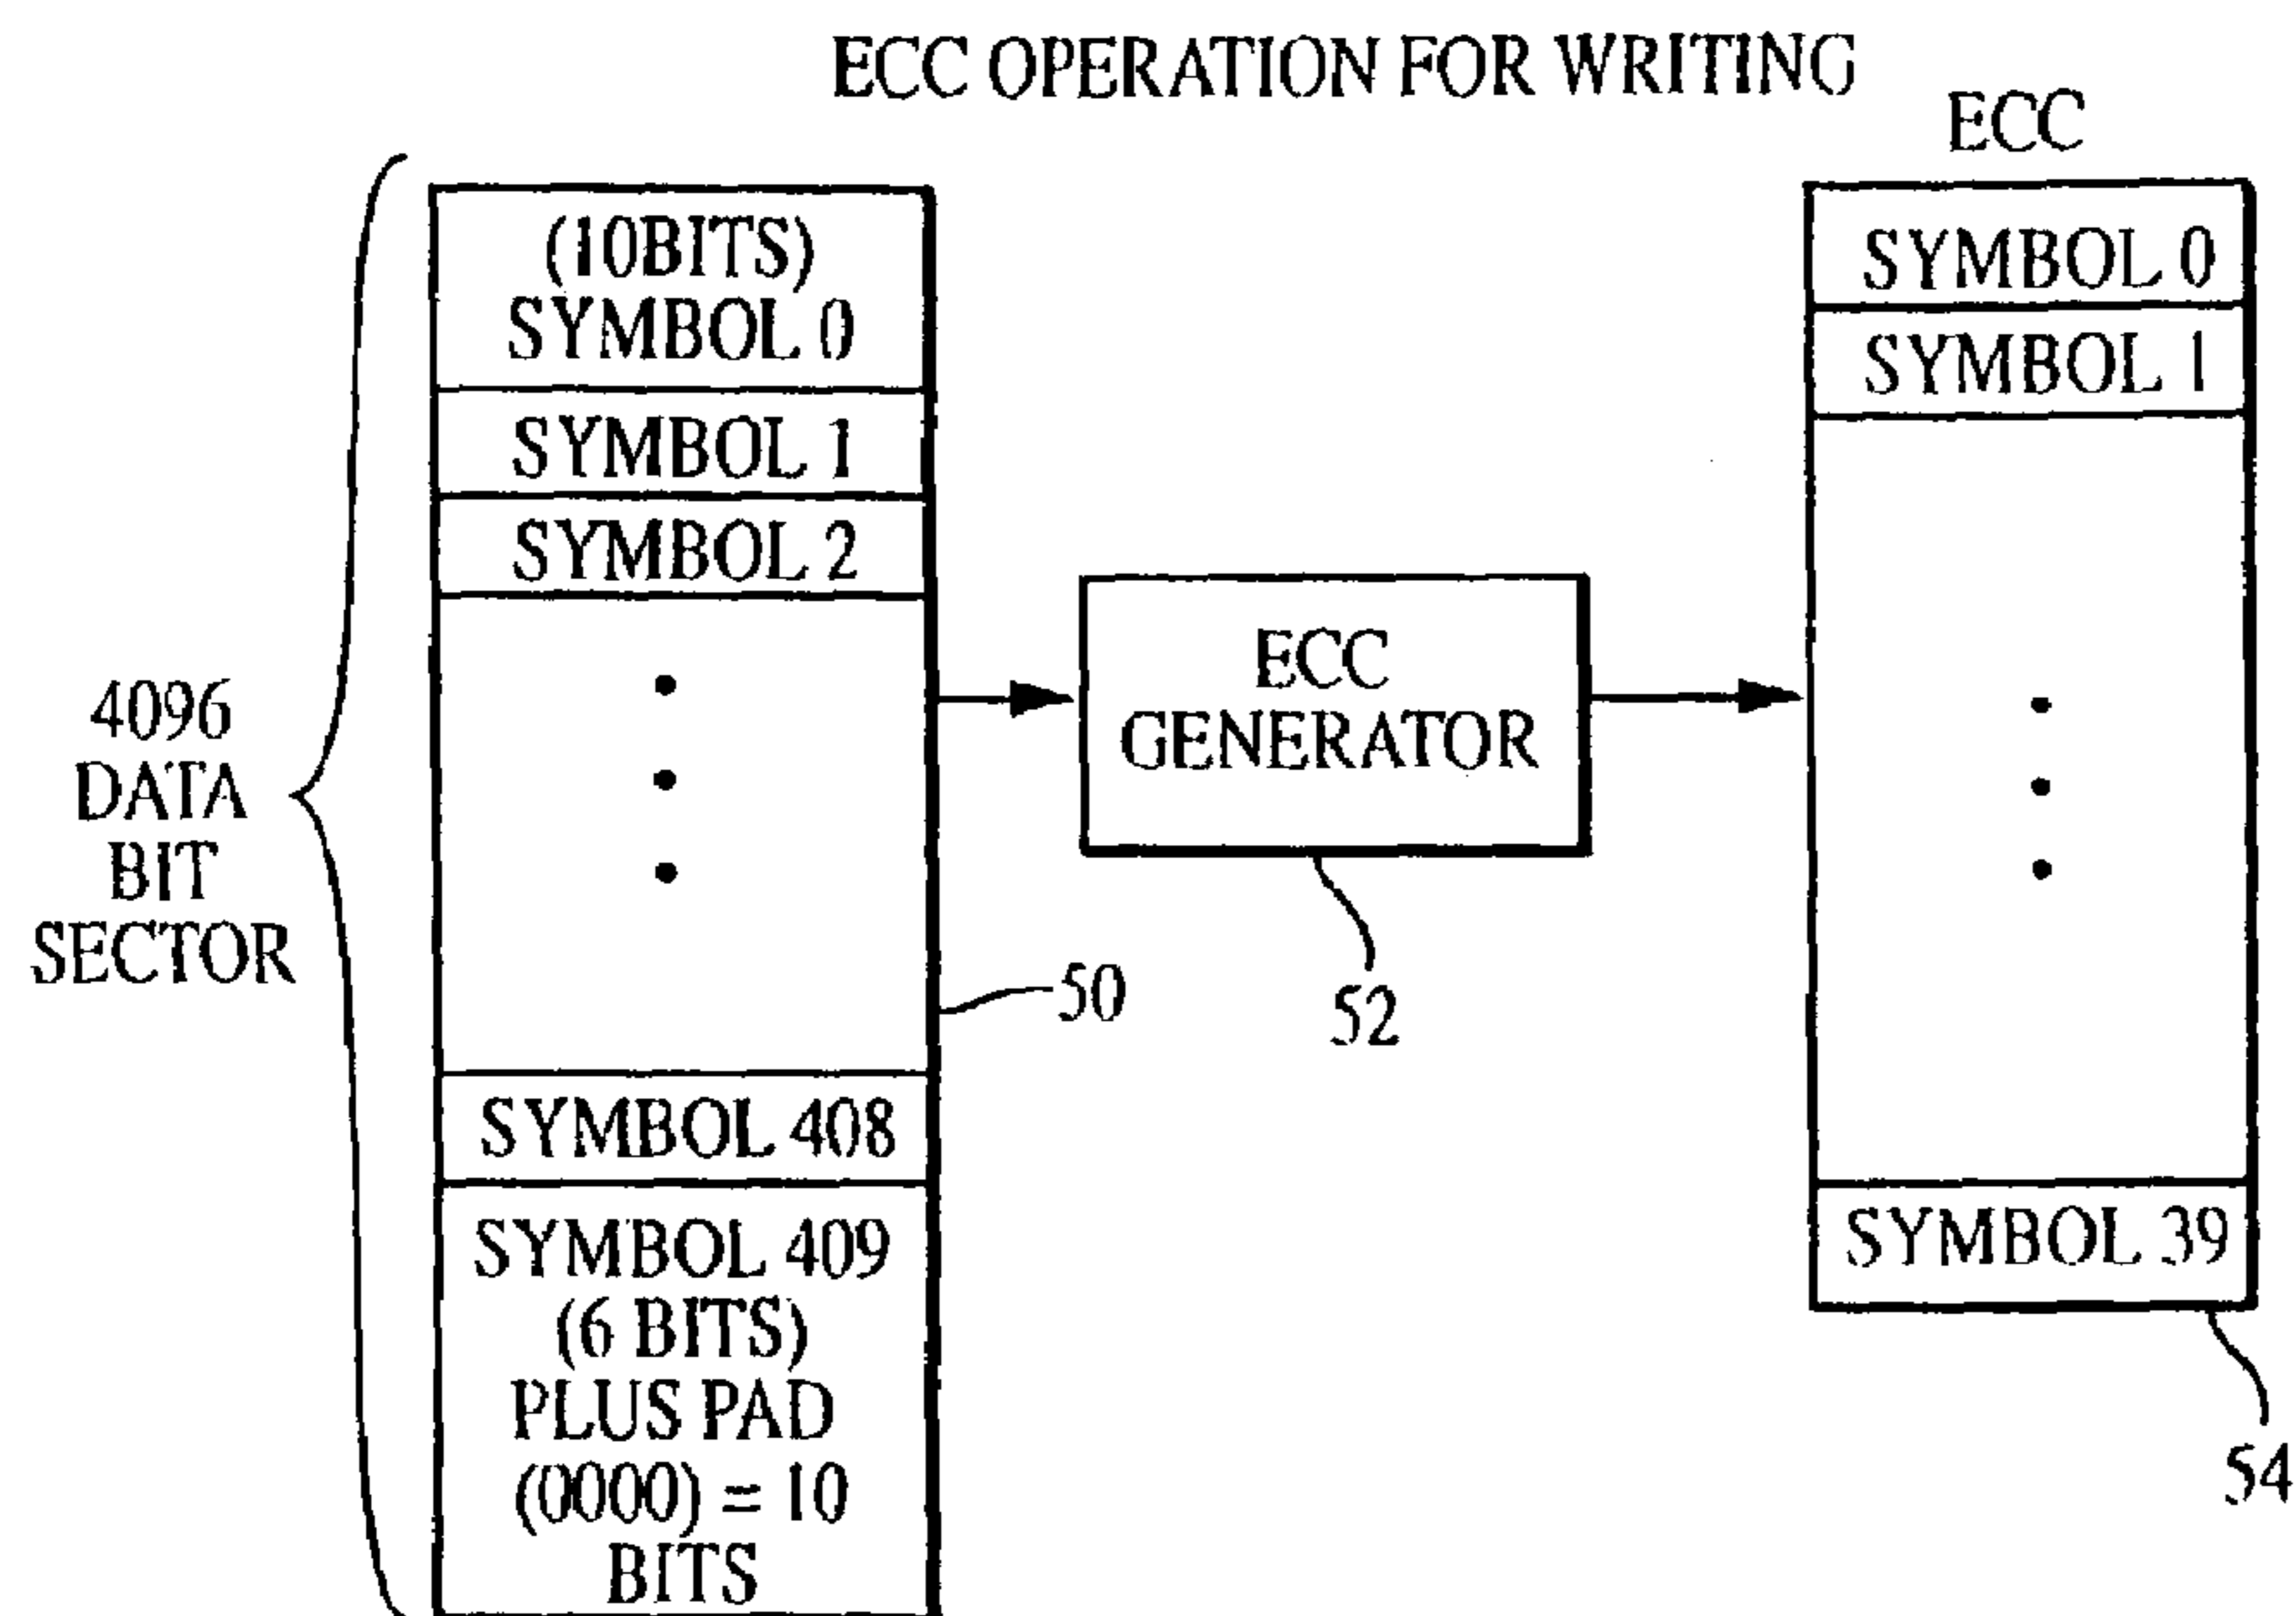 ECC OPERATION FOR WRITING
4096
DATA
BIT
SECTOR
(10BITS)
SYMBOL 0
SYMBOL 1
SYMBOL 2
SYMBOL 408
SYMBOL 409
(6 BITS)
PLUS PAD
(0000) = 10
BITS
50
ECC
GENERATOR
52
ECC
SYMBOL 0
SYMBOL 1
SYMBOL 39
54